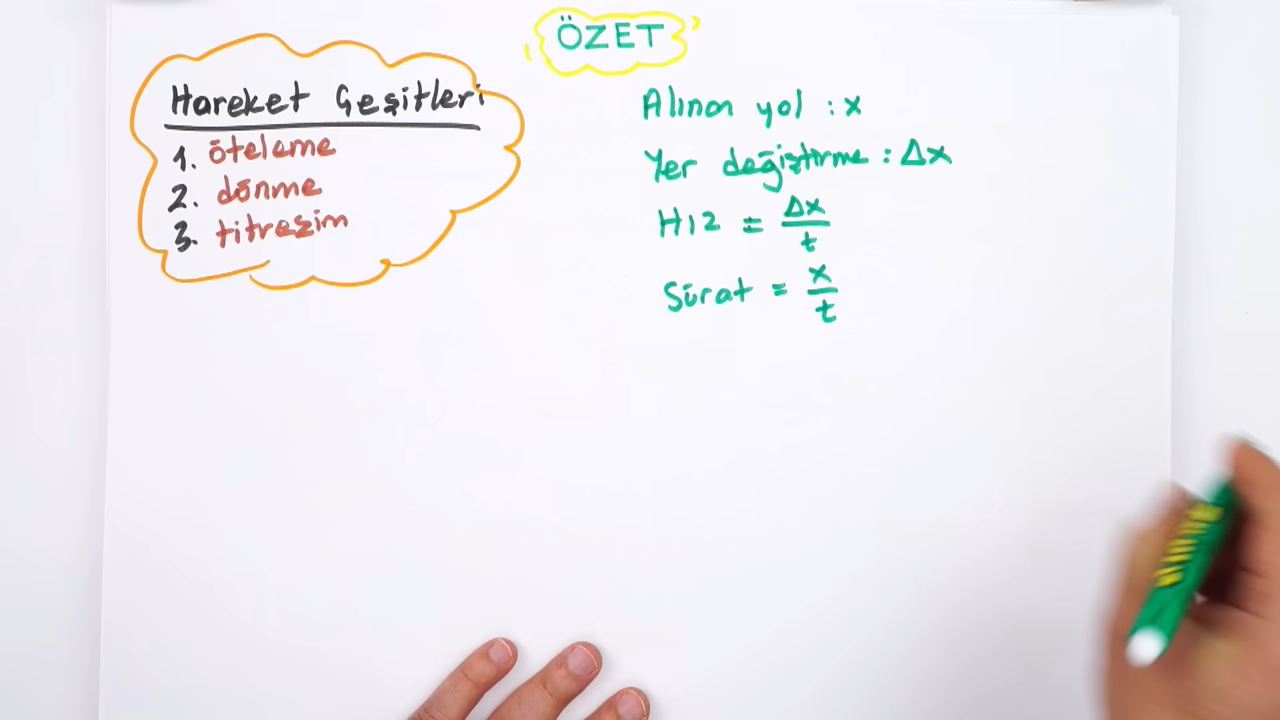 ÖZET
Hareket Çeşitleri
1. öteleme
2. dönme
3. titreşim
Alınan yol : x
Yer değiştirme : Δx
Hız = Δx/t
Sürat = x/t